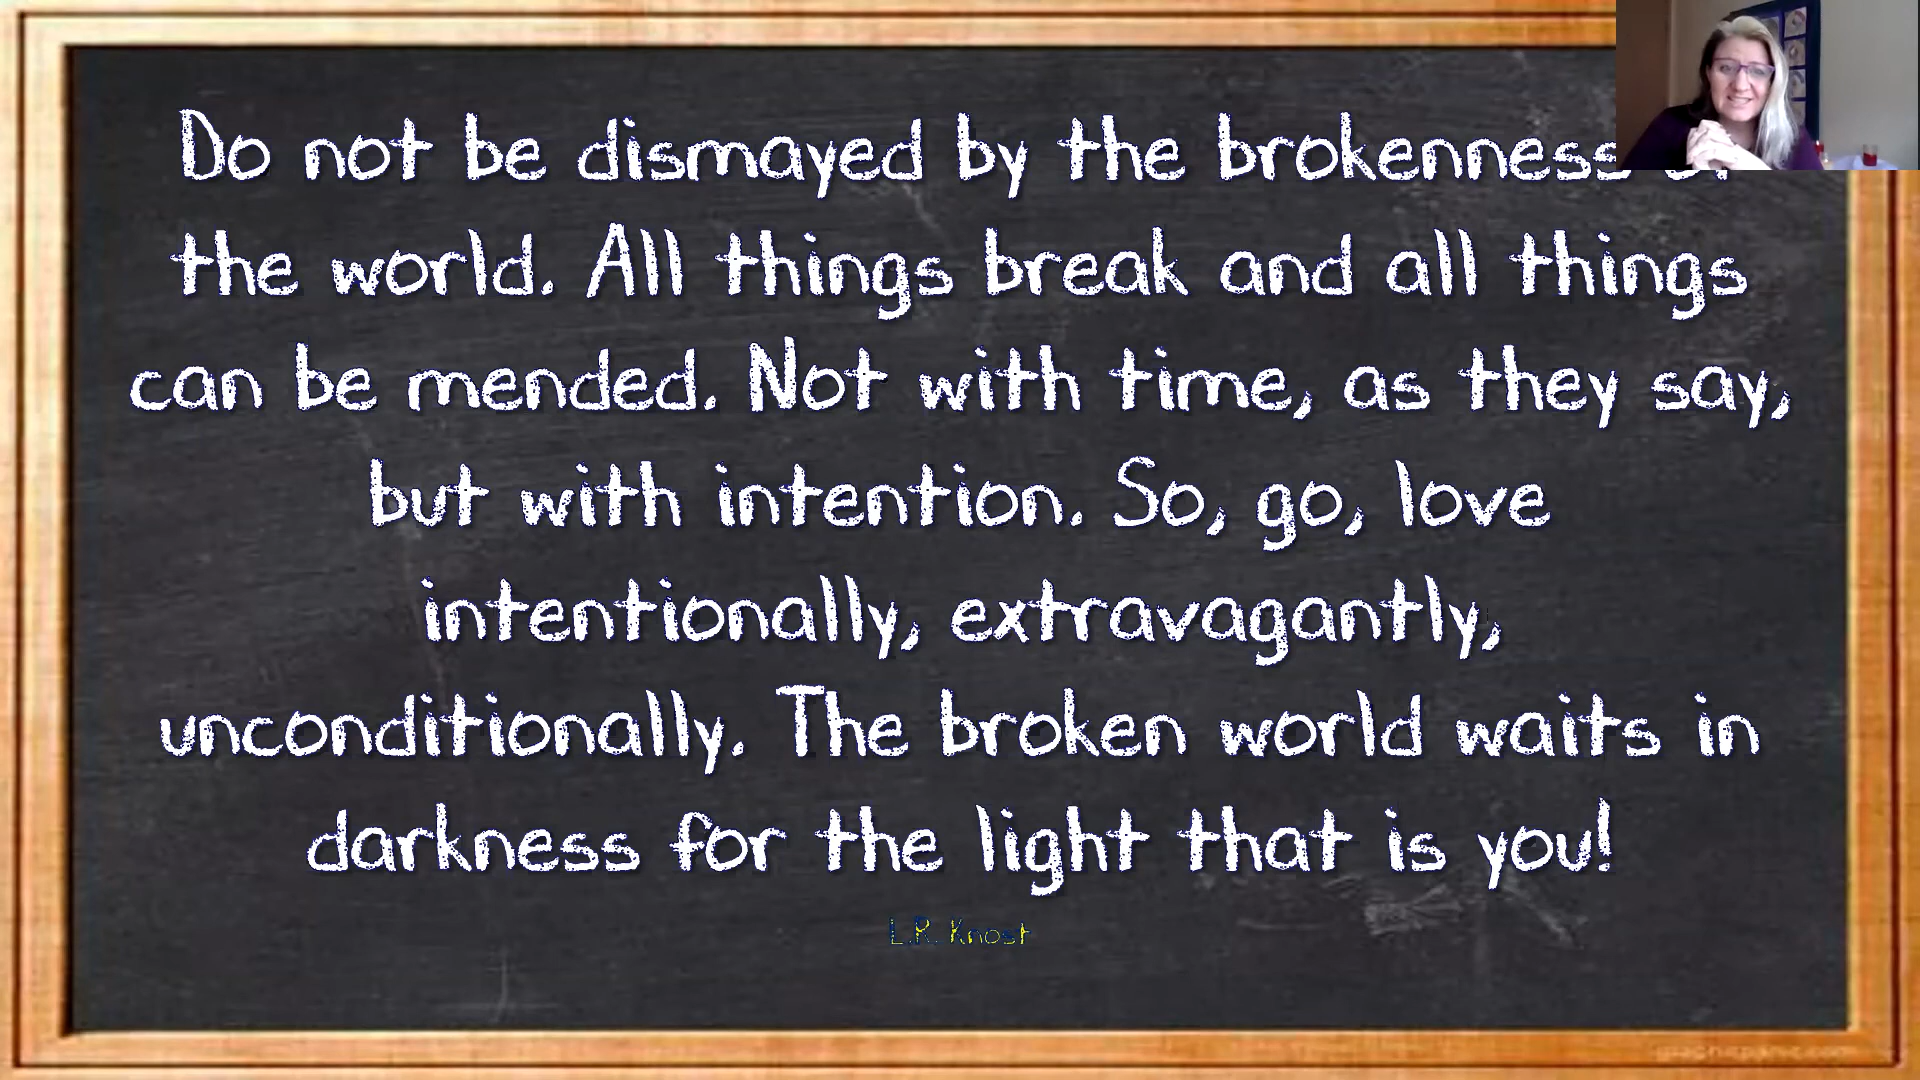 Do not be dismayed by the brokenness of
the world. All things break and all things
can be mended. Not with time, as they say,
but with intention. So, go, love
intentionally, extravagantly,
unconditionally. The broken world waits in
darkness for the light that is you!
L.R. Knost